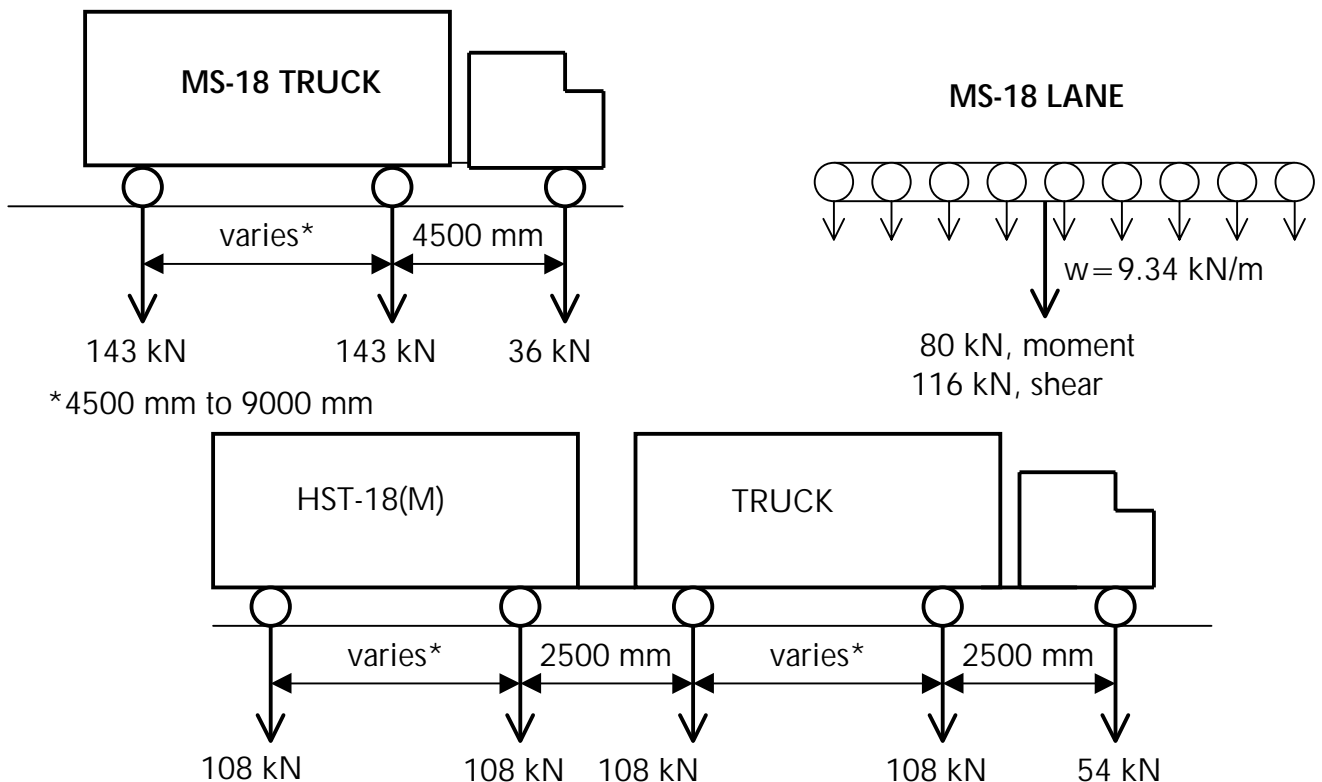 MS-18 TRUCK
varies*
4500 mm
143 kN
143 kN
36 kN
*4500 mm to 9000 mm
MS-18 LANE
w=9.34 kN/m
80 kN, moment
116 kN, shear
HST-18(M)
TRUCK
varies*
2500 mm
varies*
2500 mm
108 kN
108 kN
108 kN
108 kN
54 kN